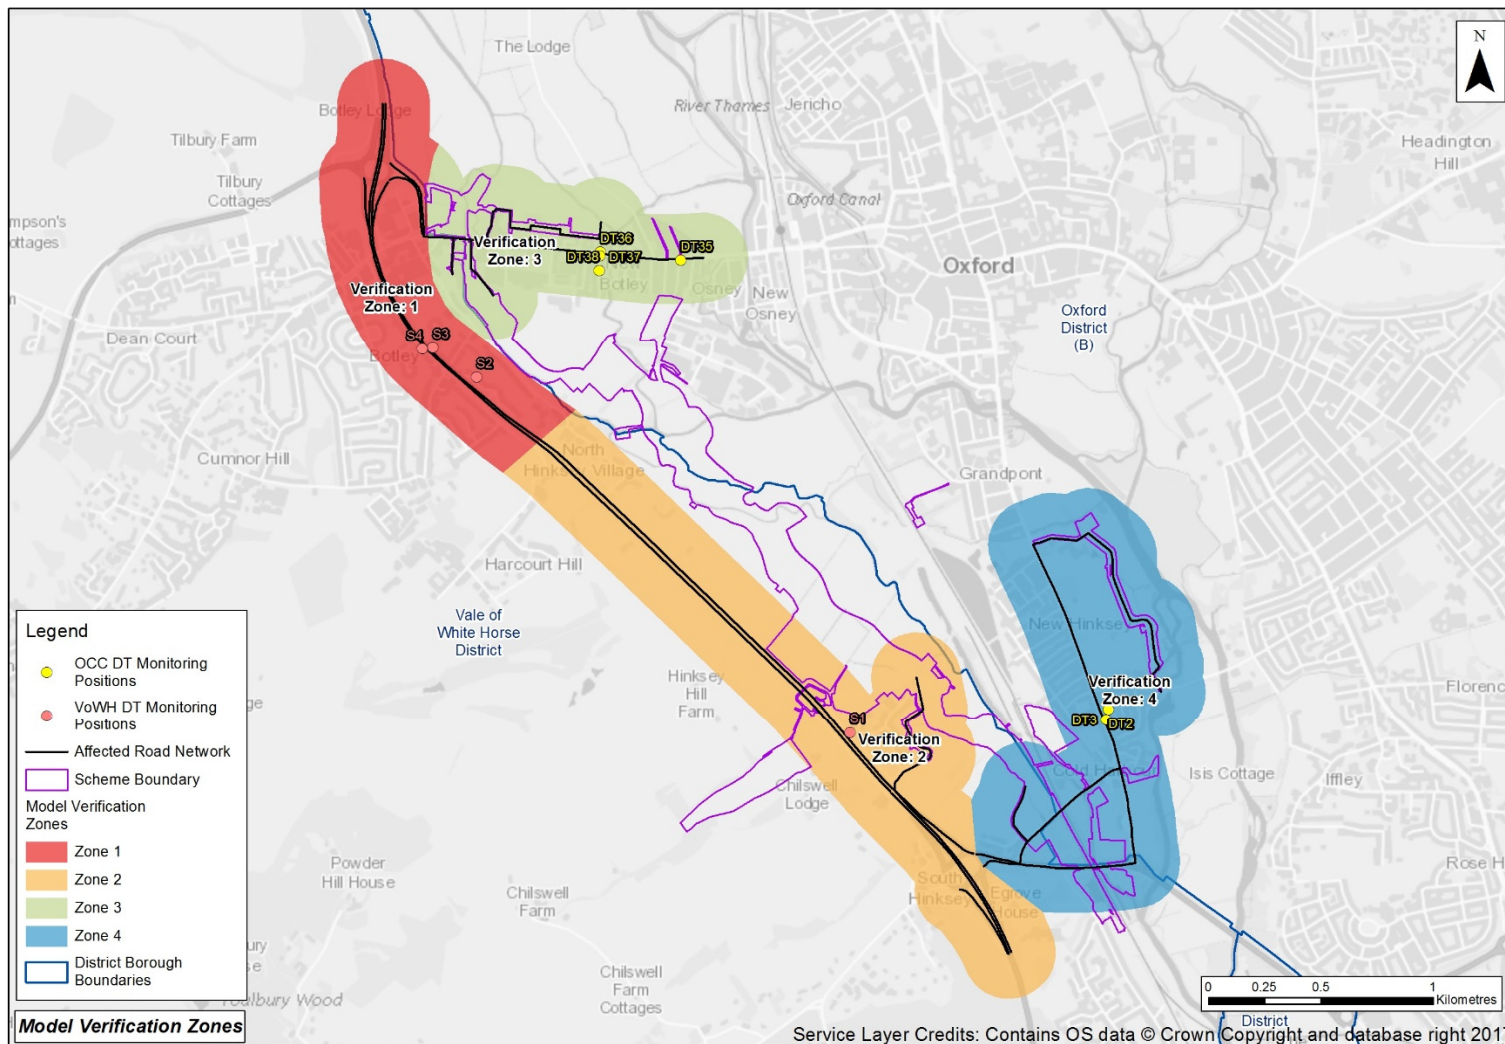 The Lodge
N
Botley Lodge
River Thames
Jericho
Tilbury Farm
Headington
Hill
Tilbury
Cottages
Oxford Canal
Verification
Zone: 3
DT36
DT38
DT37
DT35
Botley
Osney
New
Osney
Oxford
Verification
Zone: 1
Oxford
District
(B)
Dean Court
S4
S3
Botley
S2
Cumnor Hill
North
Hinksey Village
Grandpont
Harcourt Hill
Vale of
White Horse
District
New Hinksey
Hinksey
Hill
Farm
Verification
Zone: 4
DT3
DT2
S1
Verification
Zone: 2
Chilswell
Lodge
Cold Harbour
Isis Cottage
Iffley
Powder
Hill House
Chilswell
Farm
South
Hinksey
Egrove
House
Chilswell
Farm
Cottages
Legend
OCC DT Monitoring
Positions
VoWH DT Monitoring
Positions
Affected Road Network
Scheme Boundary
Model Verification
Zones
Zone 1
Zone 2
Zone 3
Zone 4
District Borough
Boundaries
Model Verification Zones
0 0.25 0.5 1
Kilometres
District
Service Layer Credits: Contains OS data © Crown Copyright and database right 2017